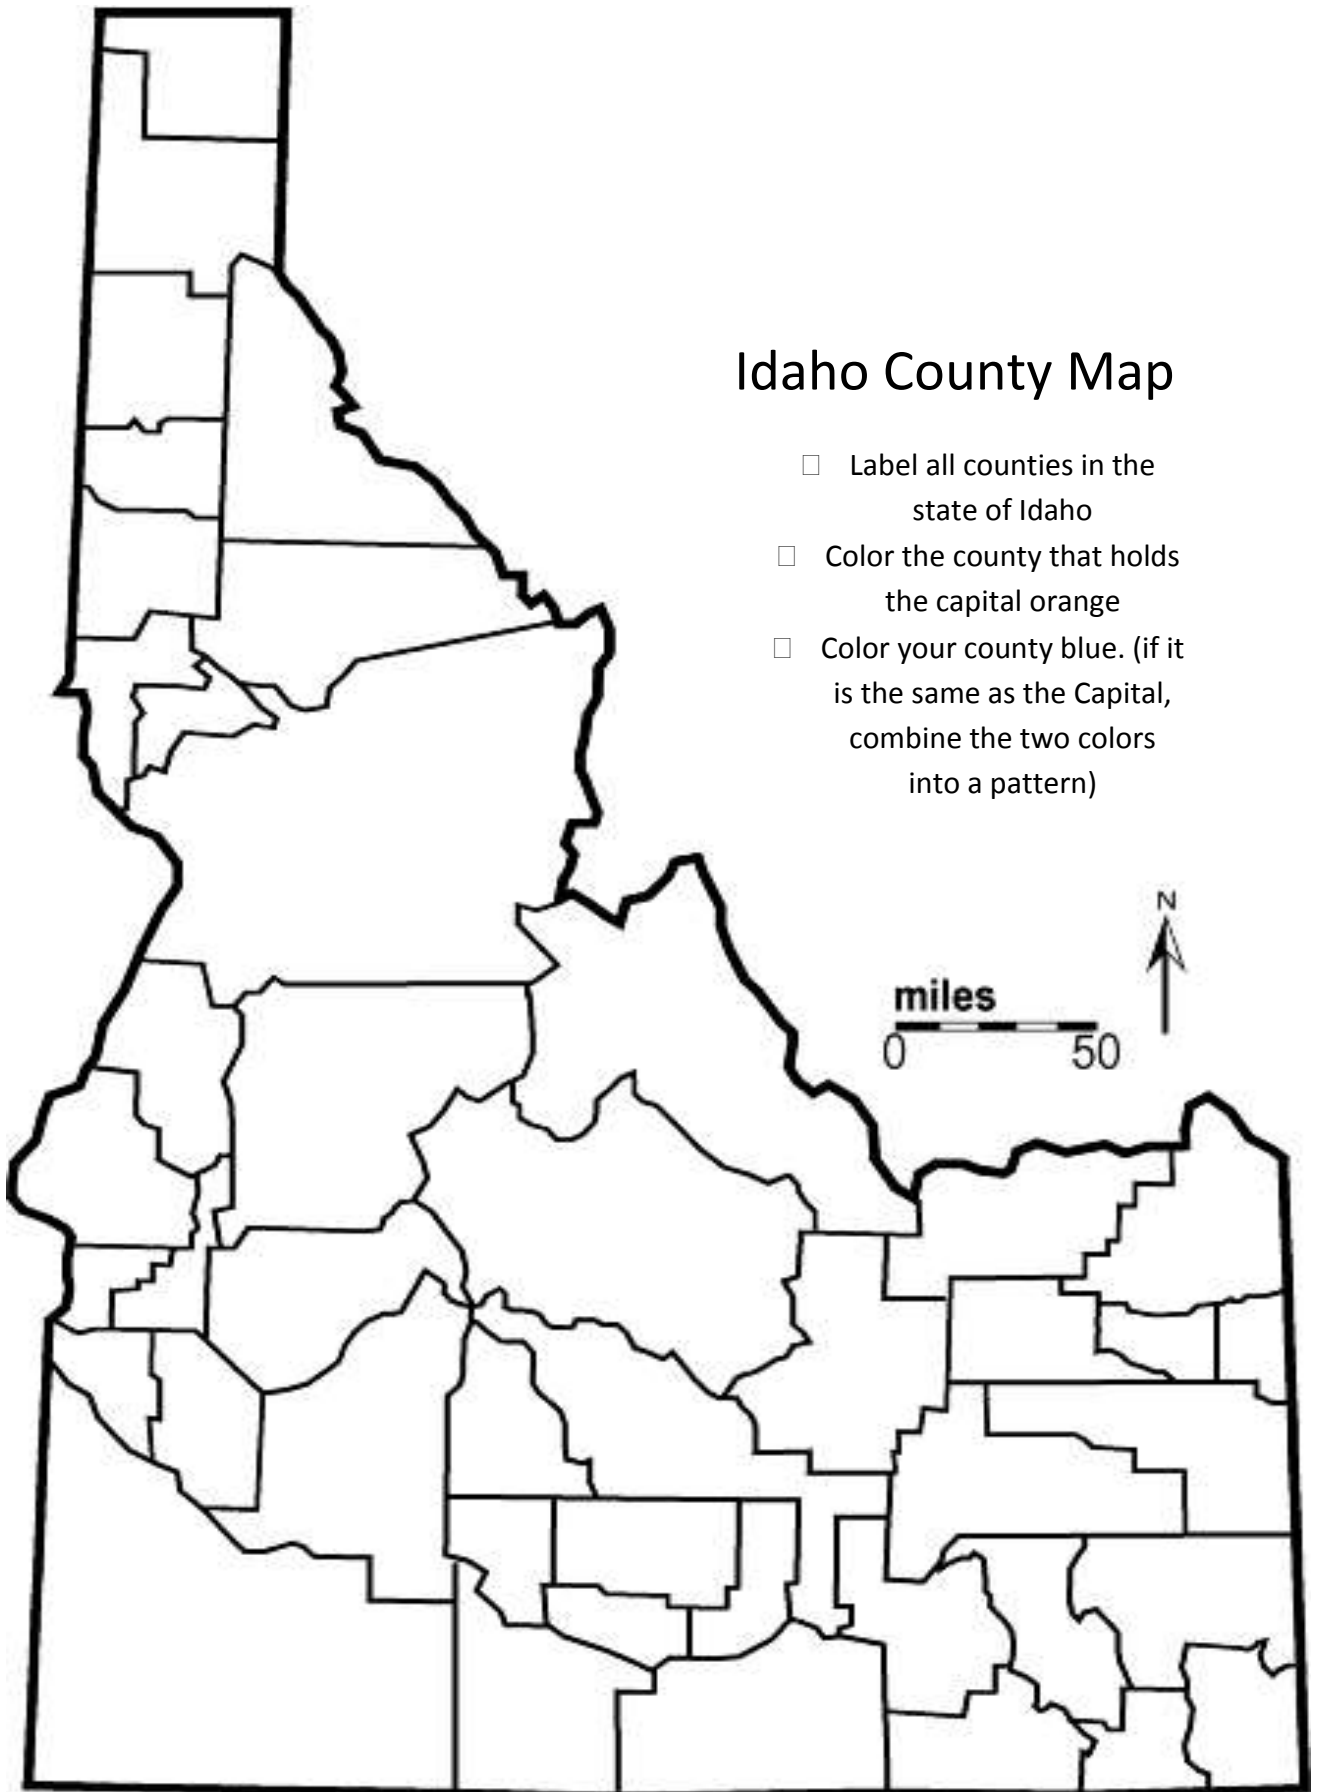 Idaho County Map
□ Label all counties in the
state of Idaho
□ Color the county that holds
the capital orange
□ Color your county blue. (if it
is the same as the Capital,
combine the two colors
into a pattern)
N
miles
0 50